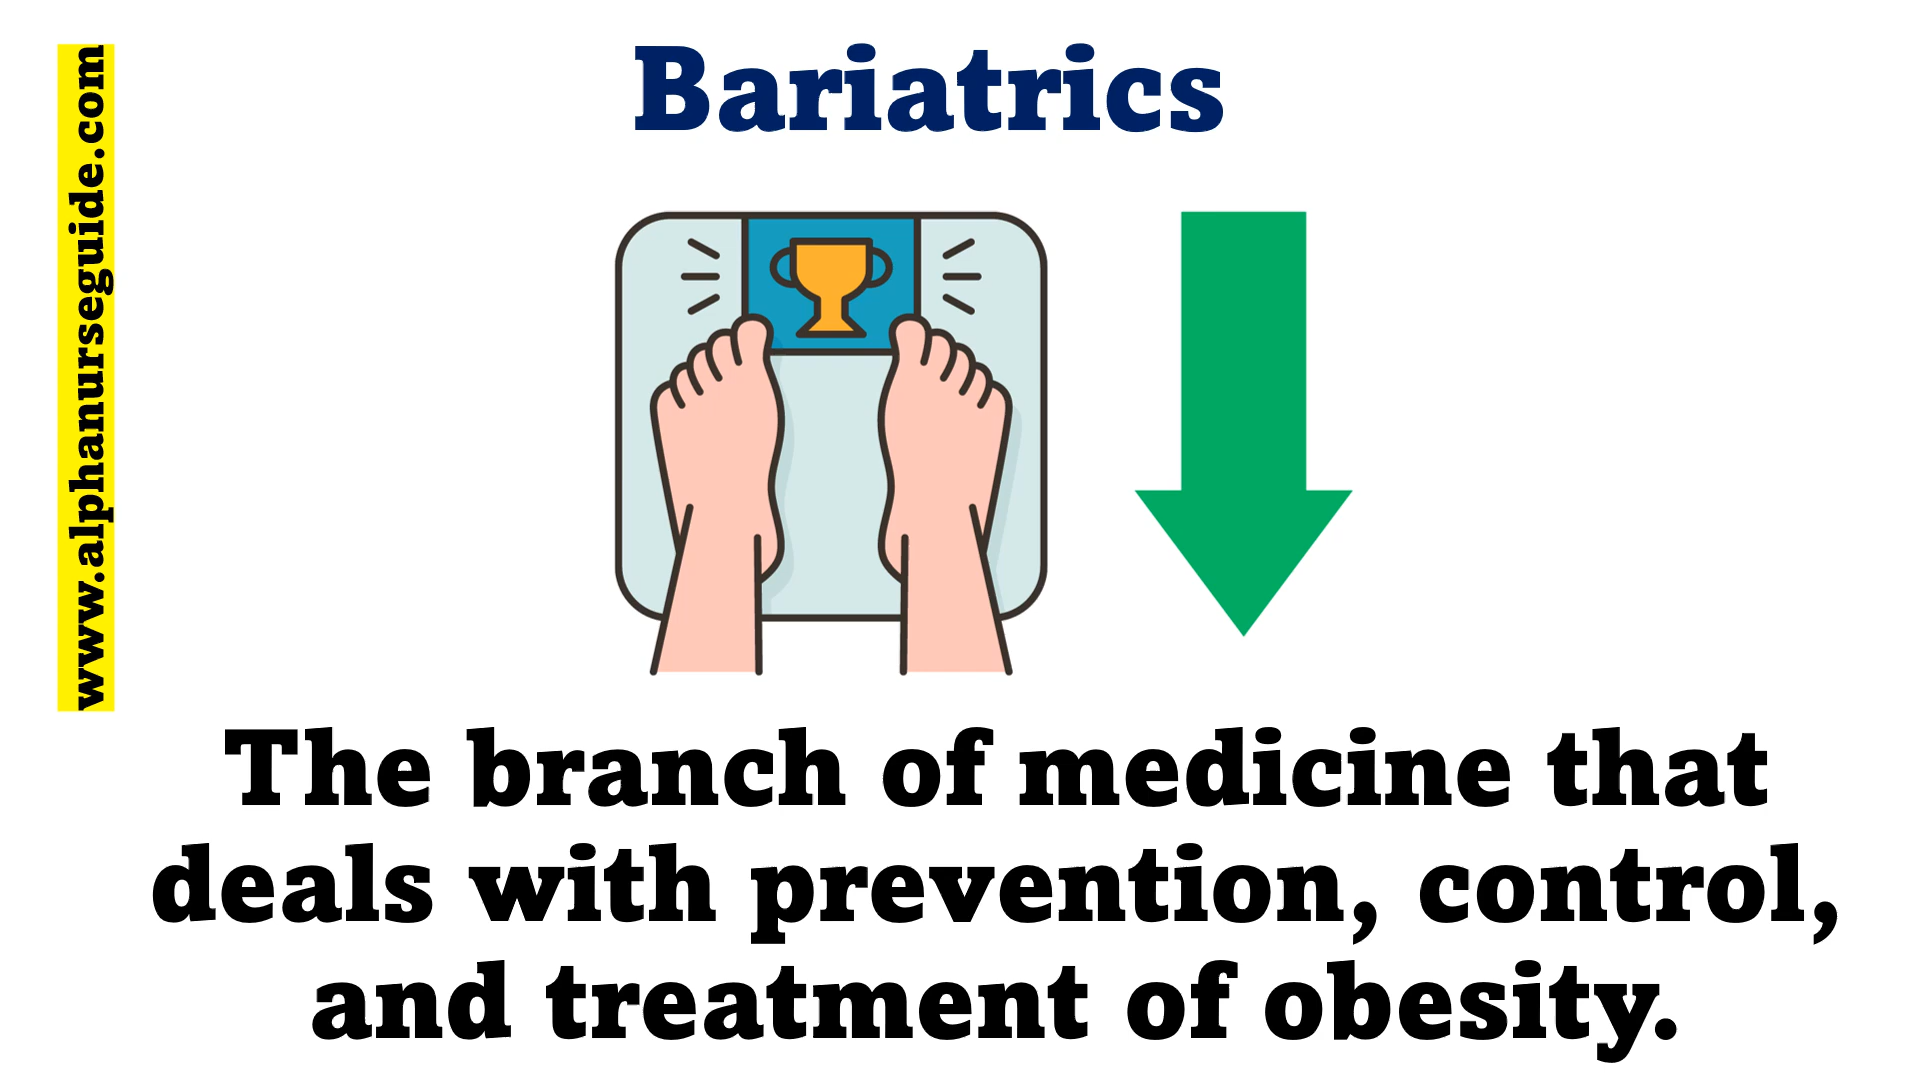 Bariatrics
www.alphanurseguide.com
The branch of medicine that
deals with prevention, control,
and treatment of obesity.